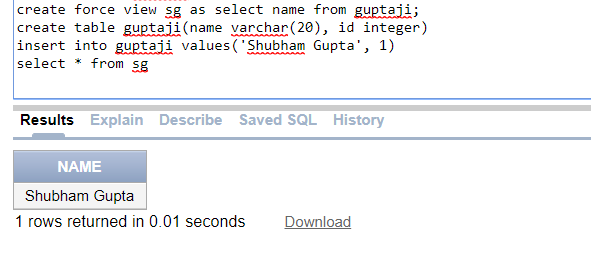 create force view sg as select name from guptaji;
create table guptaji(name varchar(20), id integer)
insert into guptaji values('Shubham Gupta', 1)
select * from sg
Results Explain Describe Saved SQL History
NAME
Shubham Gupta
1 rows returned in 0.01 seconds Download